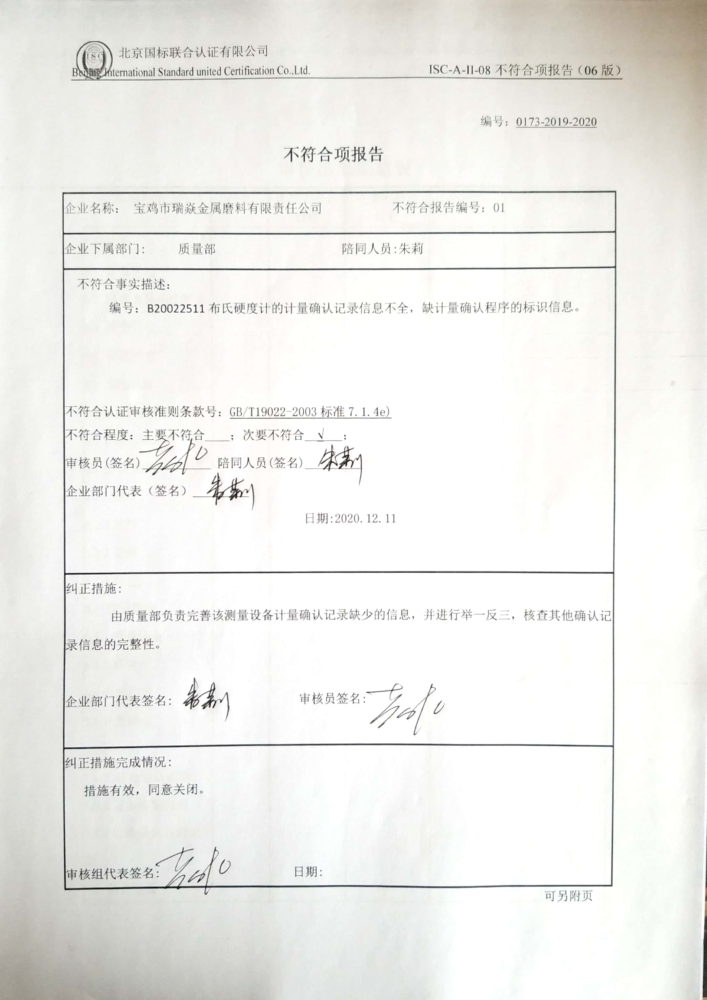 ISC
北京国标联合认证有限公司
Beijing International Standard united Certification Co.,Ltd.
ISC-A-II-08 不符合项报告（06 版）
编号：0173-2019-2020
不符合项报告
企业名称： 宝鸡市瑞焱金属磨料有限责任公司 不符合报告编号：01
企业下属部门: 质量部 陪同人员:朱莉
不符合事实描述：
编号：B20022511 布氏硬度计的计量确认记录信息不全，缺计量确认程序的标识信息。
不符合认证审核准则条款号：GB/T19022-2003 标准 7.1.4e)
不符合程度：主要不符合____；次要不符合 √ ；
审核员(签名) 陪同人员(签名) 朱莉
企业部门代表（签名） 朱莉
日期:2020.12.11
纠正措施:
由质量部负责完善该测量设备计量确认记录缺少的信息，并进行举一反三，核查其他确认记
录信息的完整性。
企业部门代表签名: 朱莉 审核员签名:
纠正措施完成情况:
措施有效，同意关闭。
审核组代表签名: 日期:
可另附页